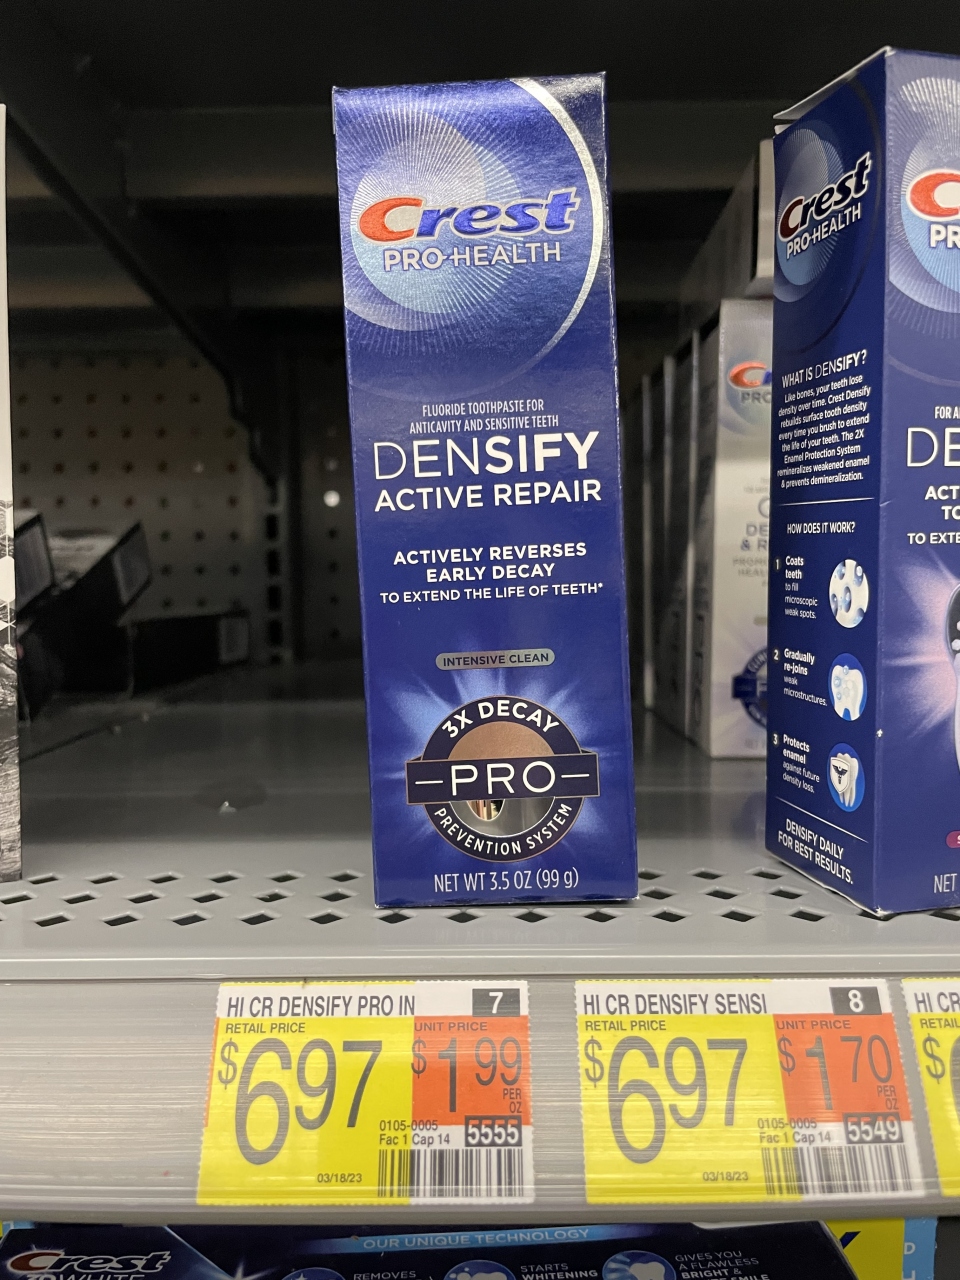 Crest
PRO-HEALTH
FLUORIDE TOOTHPASTE FOR
ANTICAVITY AND SENSITIVE TEETH
DENSIFY
ACTIVE REPAIR
ACTIVELY REVERSES
EARLY DECAY
TO EXTEND THE LIFE OF TEETH*
INTENSIVE CLEAN
3X DECAY
PRO
PREVENTION SYSTEM
NET WT 3.5 OZ (99 g)
Crest
PRO-HEALTH
WHAT IS DENSIFY?
Like bones, your teeth lose
density over time. Crest Densify
rebuilds surface tooth density
every time you brush to extend
the life of your teeth. The 2X
Enamel Protection System
remineralizes weakened enamel
& prevents demineralization.
HOW DOES IT WORK?
1 Coats
teeth
to fill
microscopic
weak spots.
2 Gradually
re-joins
weak
microstructures.
3 Protects
enamel
against future
density loss.
DENSIFY DAILY
FOR BEST RESULTS.
C
PR
FOR A
DE
ACT
TO
TO EXTE
NET
HI CR DENSIFY PRO IN 7
RETAIL PRICE UNIT PRICE
$697 $1 99
PER
OZ
0105-0005
Fac 1 Cap 14 5555
03/18/23
HI CR DENSIFY SENSI 8
RETAIL PRICE UNIT PRICE
$697 $1 70
PER
OZ
0105-0005
Fac 1 Cap 14 5549
03/18/23
HI CR
RETAIL
$
Crest
3D WHITE
OUR UNIQUE TECHNOLOGY
REMOVES
STARTS
WHITENING
GIVES YOU
A FLAWLESS
BRIGHT &